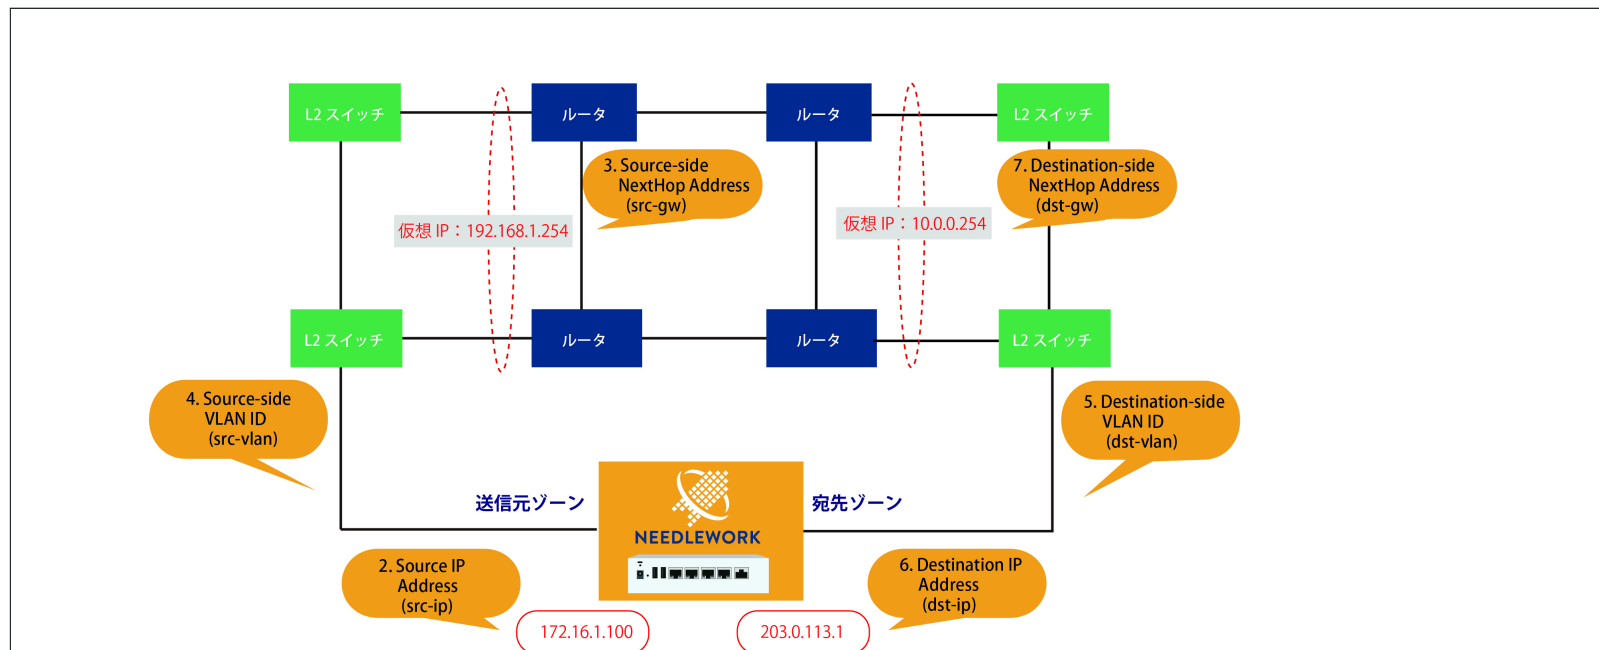 L2 スイッチ
ルータ
ルータ
L2 スイッチ
3. Source-side
NextHop Address
(src-gw)
7. Destination-side
NextHop Address
(dst-gw)
仮想 IP：192.168.1.254
仮想 IP：10.0.0.254
L2 スイッチ
ルータ
ルータ
L2 スイッチ
4. Source-side
VLAN ID
(src-vlan)
5. Destination-side
VLAN ID
(dst-vlan)
送信元ゾーン
宛先ゾーン
NEEDLEWORK
2. Source IP
Address
(src-ip)
6. Destination IP
Address
(dst-ip)
172.16.1.100
203.0.113.1